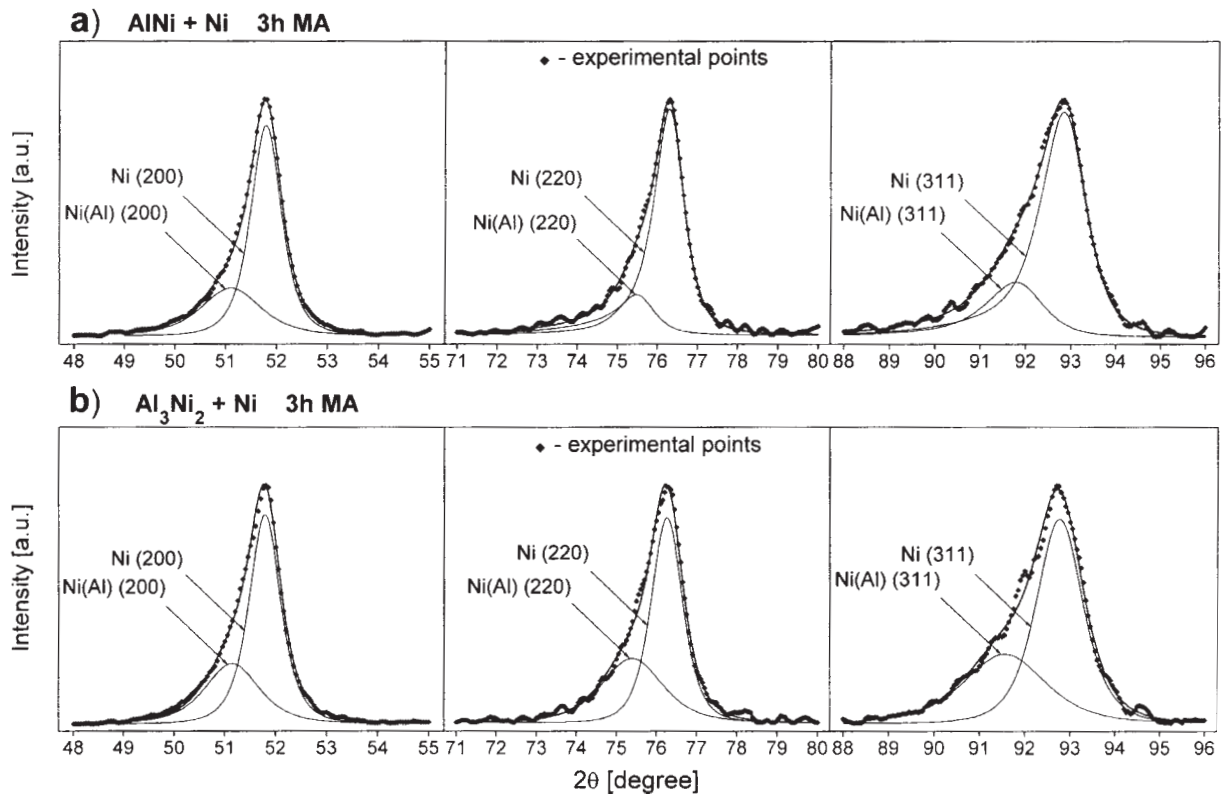 a) AlNi + Ni 3h MA
♦ - experimental points
Intensity [a.u.]
Ni (200)
Ni(Al) (200)
Ni (220)
Ni(Al) (220)
Ni (311)
Ni(Al) (311)
48 49 50 51 52 53 54 55
71 72 73 74 75 76 77 78 79 80
88 89 90 91 92 93 94 95 96
b) Al3Ni2 + Ni 3h MA
♦ - experimental points
Intensity [a.u.]
Ni (200)
Ni(Al) (200)
Ni (220)
Ni(Al) (220)
Ni (311)
Ni(Al) (311)
48 49 50 51 52 53 54 55
71 72 73 74 75 76 77 78 79 80
88 89 90 91 92 93 94 95 96
2θ [degree]